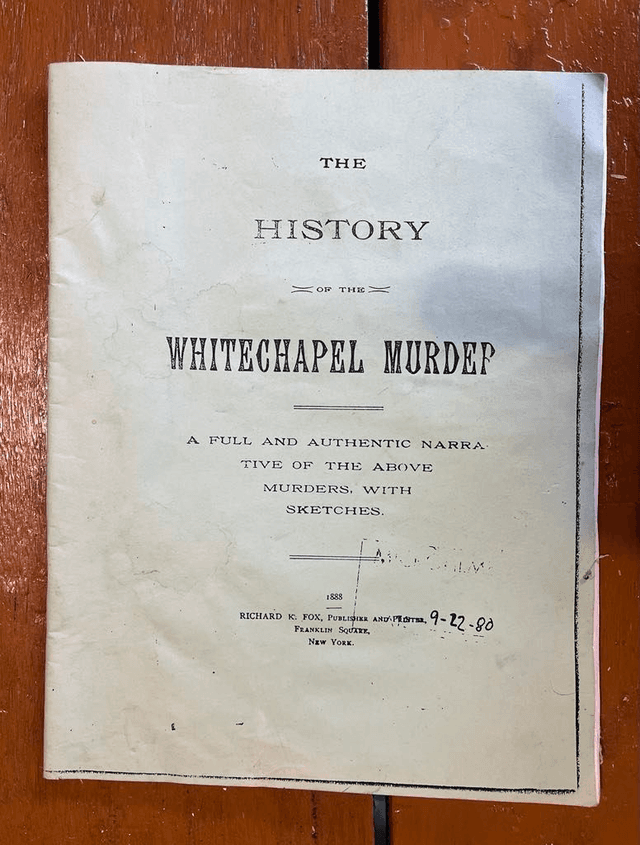 THE
HISTORY
OF THE
WHITECHAPEL MURDER
A FULL AND AUTHENTIC NARRA-
TIVE OF THE ABOVE
MURDERS, WITH
SKETCHES.
1888
RICHARD K. FOX, PUBLISHER AND PRINTER, 9-22-80
FRANKLIN SQUARE,
NEW YORK.